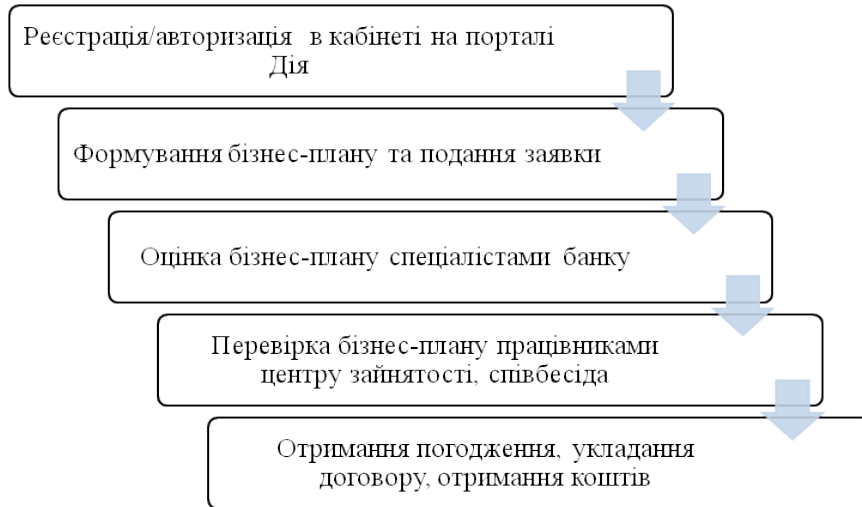 Реєстрація/авторизація в кабінеті на порталі
Дія
Формування бізнес-плану та подання заявки
Оцінка бізнес-плану спеціалістами банку
Перевірка бізнес-плану працівниками
центру зайнятості, співбесіда
Отримання погодження, укладання
договору, отримання коштів